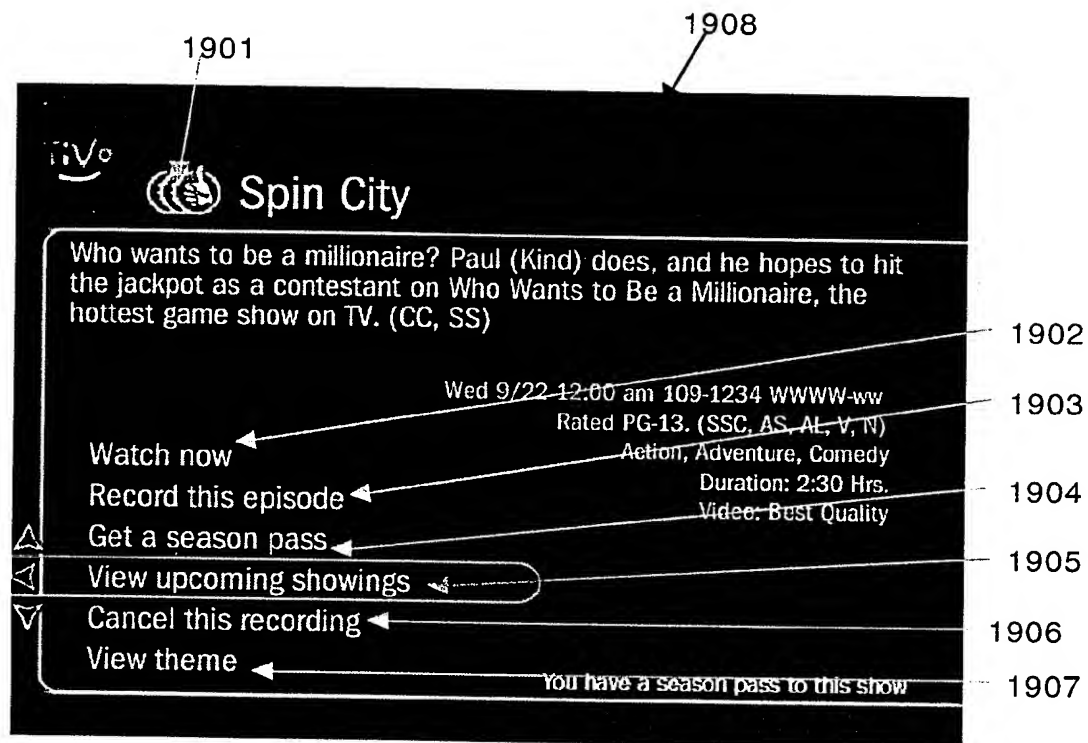 1908
1901
TiVo
Spin City
Who wants to be a millionaire? Paul (Kind) does, and he hopes to hit
the jackpot as a contestant on Who Wants to Be a Millionaire, the
hottest game show on TV. (CC, SS)
1902
Wed 9/22 12:00 am 109-1234 WWWW-ww
1903
Rated PG-13. (SSC, AS, AL, V, N)
Watch now
Action, Adventure, Comedy
Record this episode
Duration: 2:30 Hrs.
1904
Video: Best Quality
Get a season pass
1905
View upcoming showings
Cancel this recording
1906
View theme
You have a season pass to this show
1907